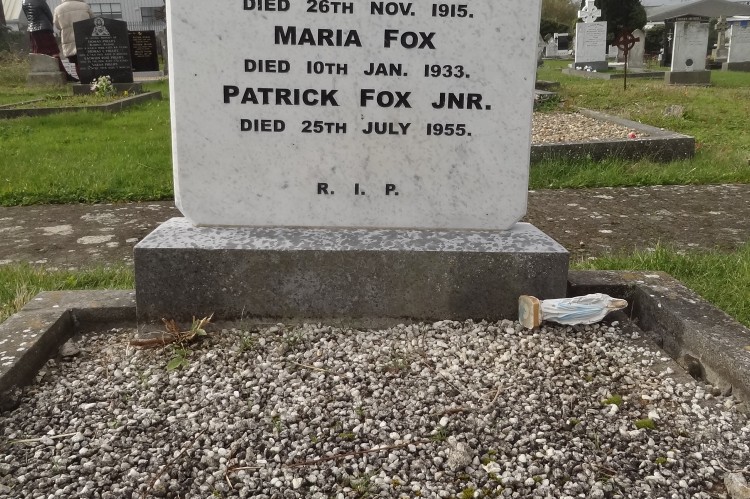 DIED 26TH NOV. 1915.
MARIA FOX
DIED 10TH JAN. 1933.
PATRICK FOX JNR.
DIED 25TH JULY 1955.
R. I. P.